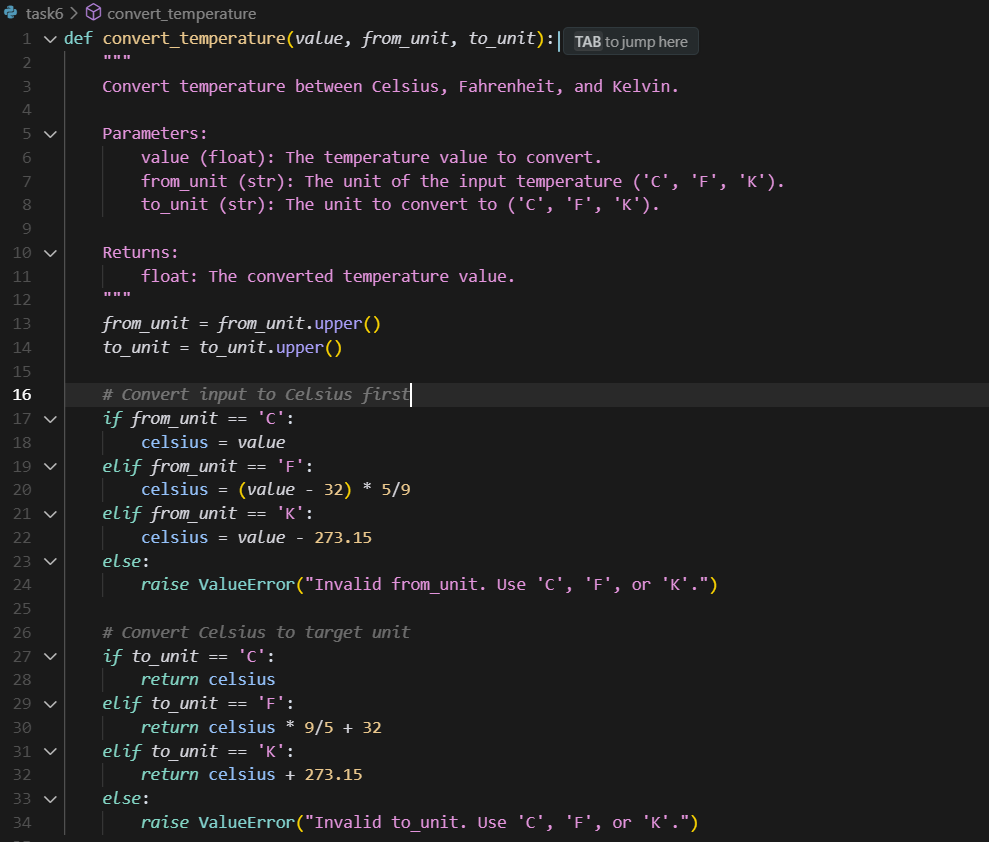 task6 > convert_temperature
1 def convert_temperature(value, from_unit, to_unit): TAB to jump here
2     """
3     Convert temperature between Celsius, Fahrenheit, and Kelvin.
4
5     Parameters:
6         value (float): The temperature value to convert.
7         from_unit (str): The unit of the input temperature ('C', 'F', 'K').
8         to_unit (str): The unit to convert to ('C', 'F', 'K').
9
10     Returns:
11         float: The converted temperature value.
12     """
13     from_unit = from_unit.upper()
14     to_unit = to_unit.upper()
15
16     # Convert input to Celsius first
17     if from_unit == 'C':
18         celsius = value
19     elif from_unit == 'F':
20         celsius = (value - 32) * 5/9
21     elif from_unit == 'K':
22         celsius = value - 273.15
23     else:
24         raise ValueError("Invalid from_unit. Use 'C', 'F', or 'K'.")
25
26     # Convert Celsius to target unit
27     if to_unit == 'C':
28         return celsius
29     elif to_unit == 'F':
30         return celsius * 9/5 + 32
31     elif to_unit == 'K':
32         return celsius + 273.15
33     else:
34         raise ValueError("Invalid to_unit. Use 'C', 'F', or 'K'.")